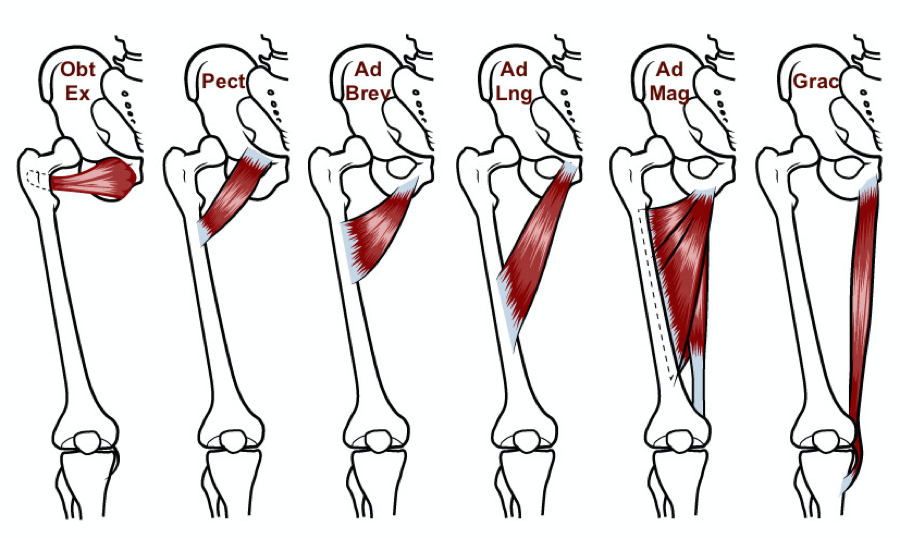 Obt
Ex
Pect
Ad
Brev
Ad
Lng
Ad
Mag
Grac